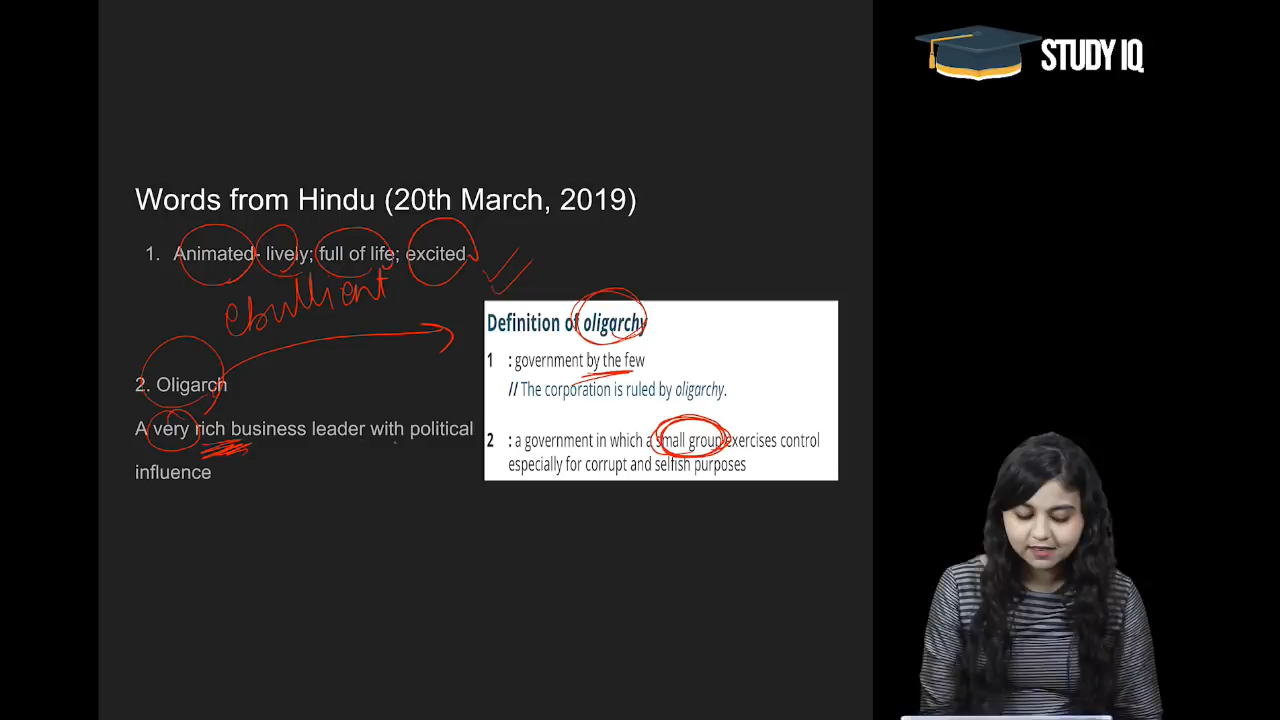 STUDY IQ
Words from Hindu (20th March, 2019)
1. Animated- lively; full of life; excited
ebullient
2. Oligarch
A very rich business leader with political
influence
Definition of oligarchy
1 : government by the few
// The corporation is ruled by oligarchy.
2 : a government in which a small group exercises control
especially for corrupt and selfish purposes